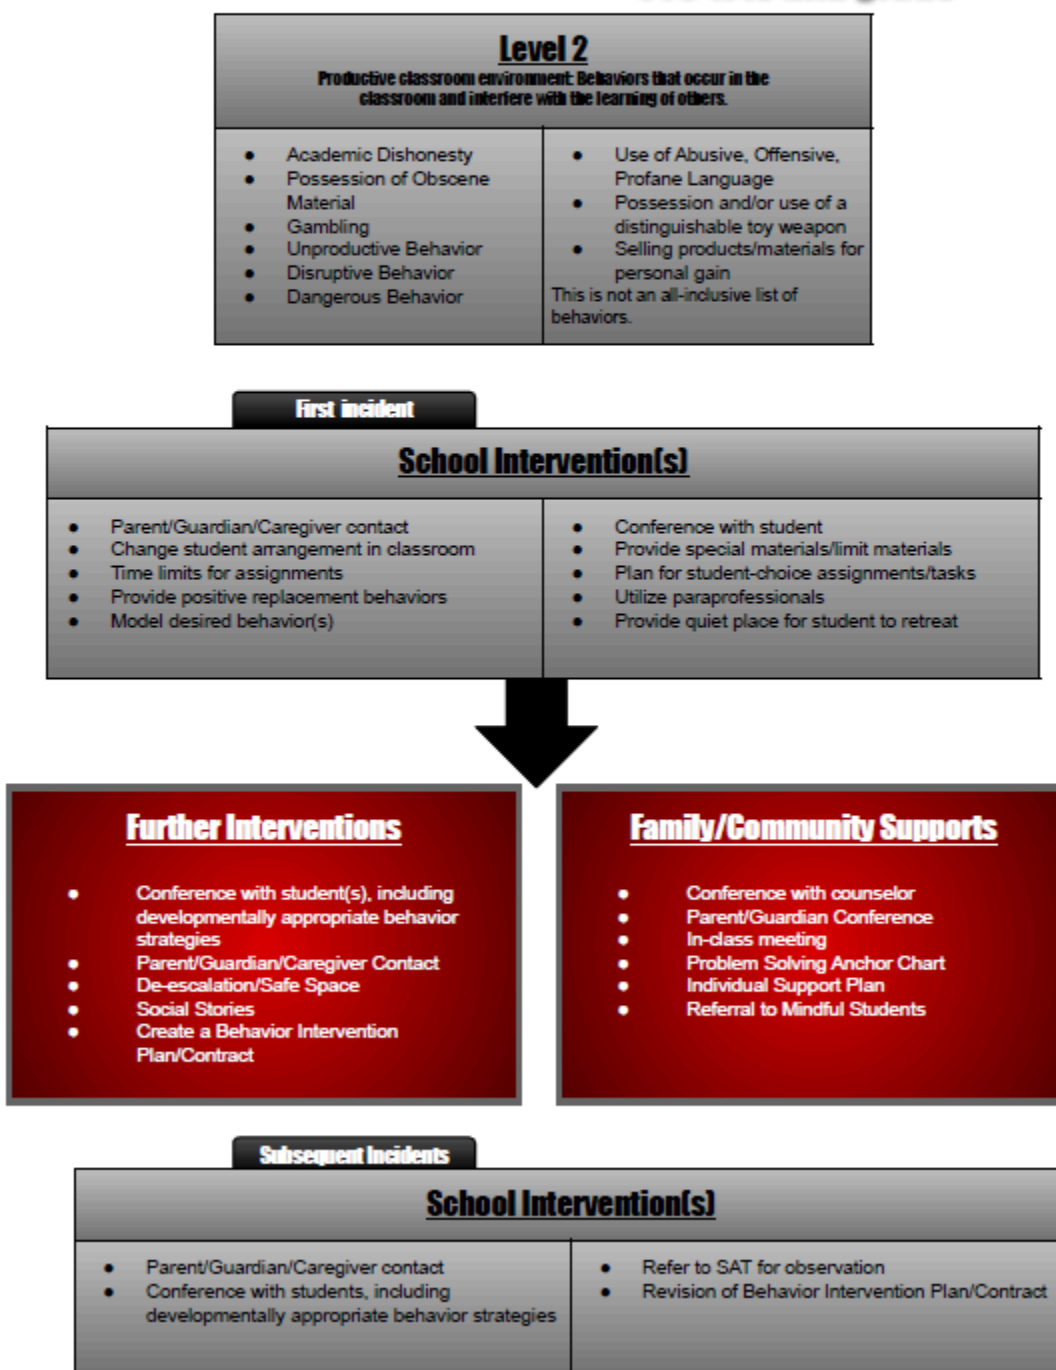 Level 2
Productive classroom environment: Behaviors that occur in the
classroom and interfere with the learning of others.
● Academic Dishonesty
● Possession of Obscene
Material
● Gambling
● Unproductive Behavior
● Disruptive Behavior
● Dangerous Behavior
● Use of Abusive, Offensive,
Profane Language
● Possession and/or use of a
distinguishable toy weapon
● Selling products/materials for
personal gain
This is not an all-inclusive list of
behaviors.
First incident
School Intervention(s)
● Parent/Guardian/Caregiver contact
● Change student arrangement in classroom
● Time limits for assignments
● Provide positive replacement behaviors
● Model desired behavior(s)
● Conference with student
● Provide special materials/limit materials
● Plan for student-choice assignments/tasks
● Utilize paraprofessionals
● Provide quiet place for student to retreat
Further Interventions
● Conference with student(s), including
developmentally appropriate behavior
strategies
● Parent/Guardian/Caregiver Contact
● De-escalation/Safe Space
● Social Stories
● Create a Behavior Intervention
Plan/Contract
Family/Community Supports
● Conference with counselor
● Parent/Guardian Conference
● In-class meeting
● Problem Solving Anchor Chart
● Individual Support Plan
● Referral to Mindful Students
Subsequent Incidents
School Intervention(s)
● Parent/Guardian/Caregiver contact
● Conference with students, including
developmentally appropriate behavior strategies
● Refer to SAT for observation
● Revision of Behavior Intervention Plan/Contract